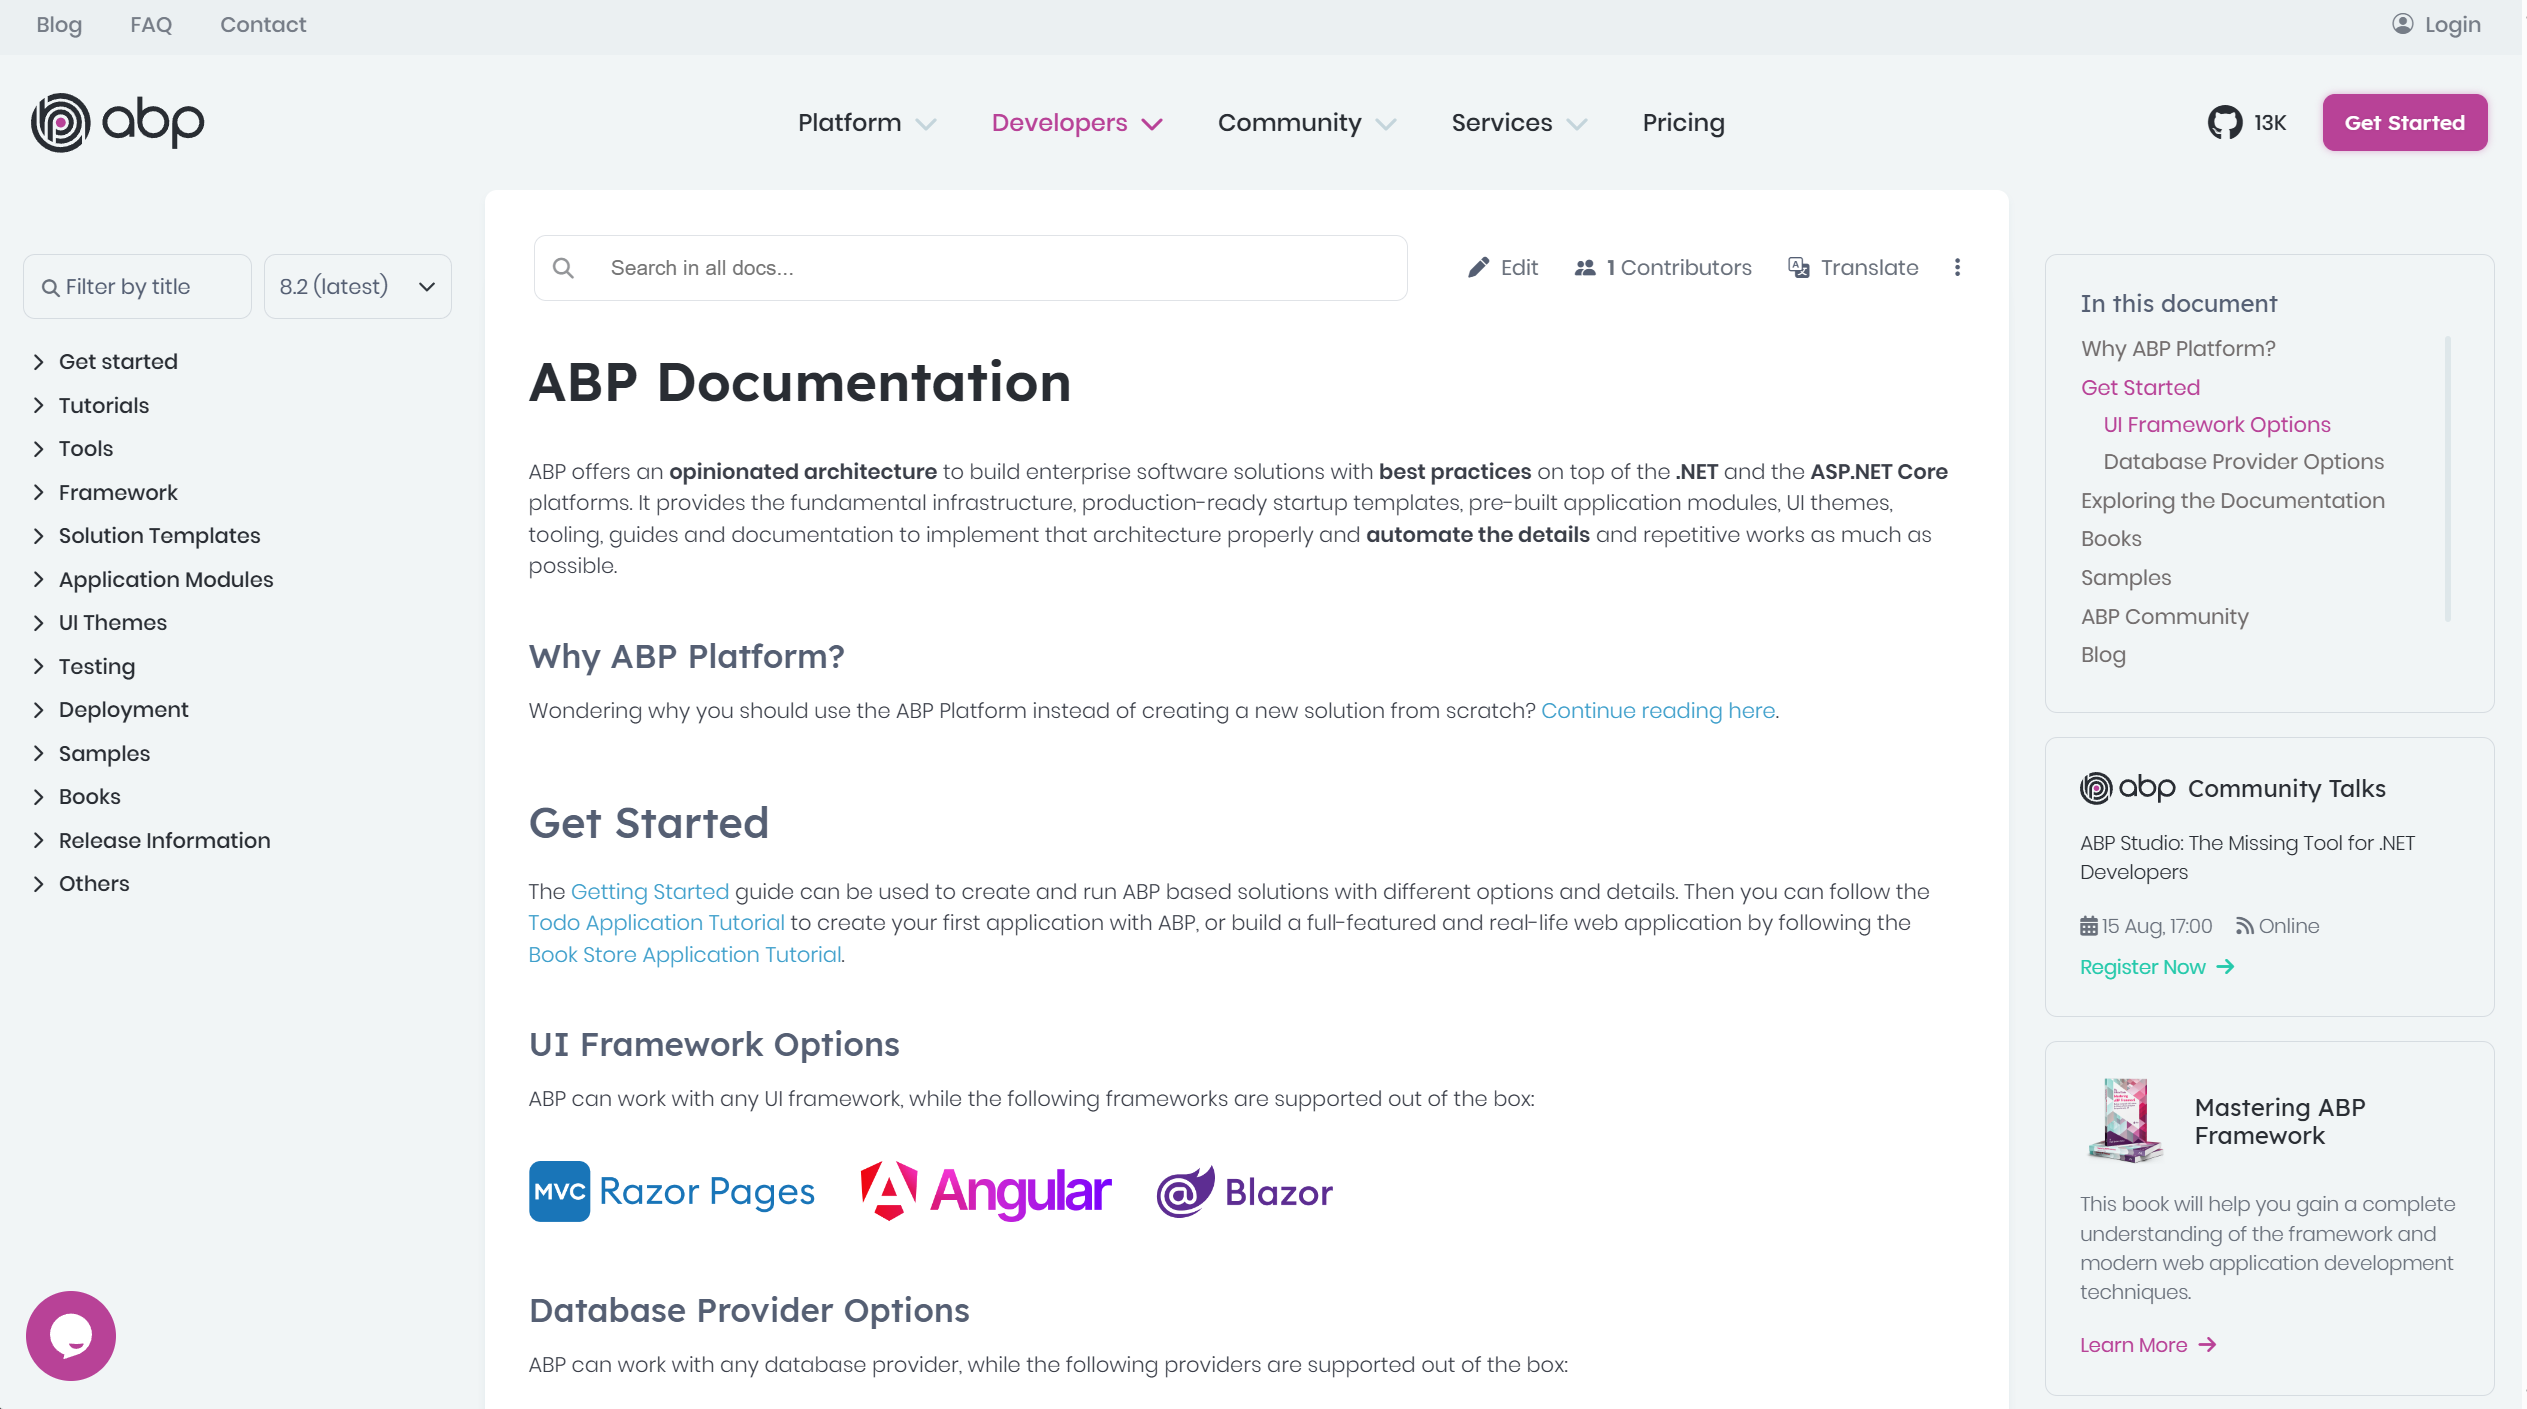 Blog FAQ Contact Login
abp
Platform Developers Community Services Pricing
13K Get Started
Filter by title
8.2 (latest)
Get started
Tutorials
Tools
Framework
Solution Templates
Application Modules
UI Themes
Testing
Deployment
Samples
Books
Release Information
Others
Search in all docs...
Edit 1 Contributors Translate
ABP Documentation
ABP offers an opinionated architecture to build enterprise software solutions with best practices on top of the .NET and the ASP.NET Core
platforms. It provides the fundamental infrastructure, production-ready startup templates, pre-built application modules, UI themes,
tooling, guides and documentation to implement that architecture properly and automate the details and repetitive works as much as
possible.
Why ABP Platform?
Wondering why you should use the ABP Platform instead of creating a new solution from scratch? Continue reading here.
Get Started
The Getting Started guide can be used to create and run ABP based solutions with different options and details. Then you can follow the
Todo Application Tutorial to create your first application with ABP, or build a full-featured and real-life web application by following the
Book Store Application Tutorial.
UI Framework Options
ABP can work with any UI framework, while the following frameworks are supported out of the box:
MVC Razor Pages Angular @ Blazor
Database Provider Options
ABP can work with any database provider, while the following providers are supported out of the box:
In this document
Why ABP Platform?
Get Started
UI Framework Options
Database Provider Options
Exploring the Documentation
Books
Samples
ABP Community
Blog
abp Community Talks
ABP Studio: The Missing Tool for .NET
Developers
15 Aug, 17:00 Online
Register Now
Mastering ABP
Framework
This book will help you gain a complete
understanding of the framework and
modern web application development
techniques.
Learn More